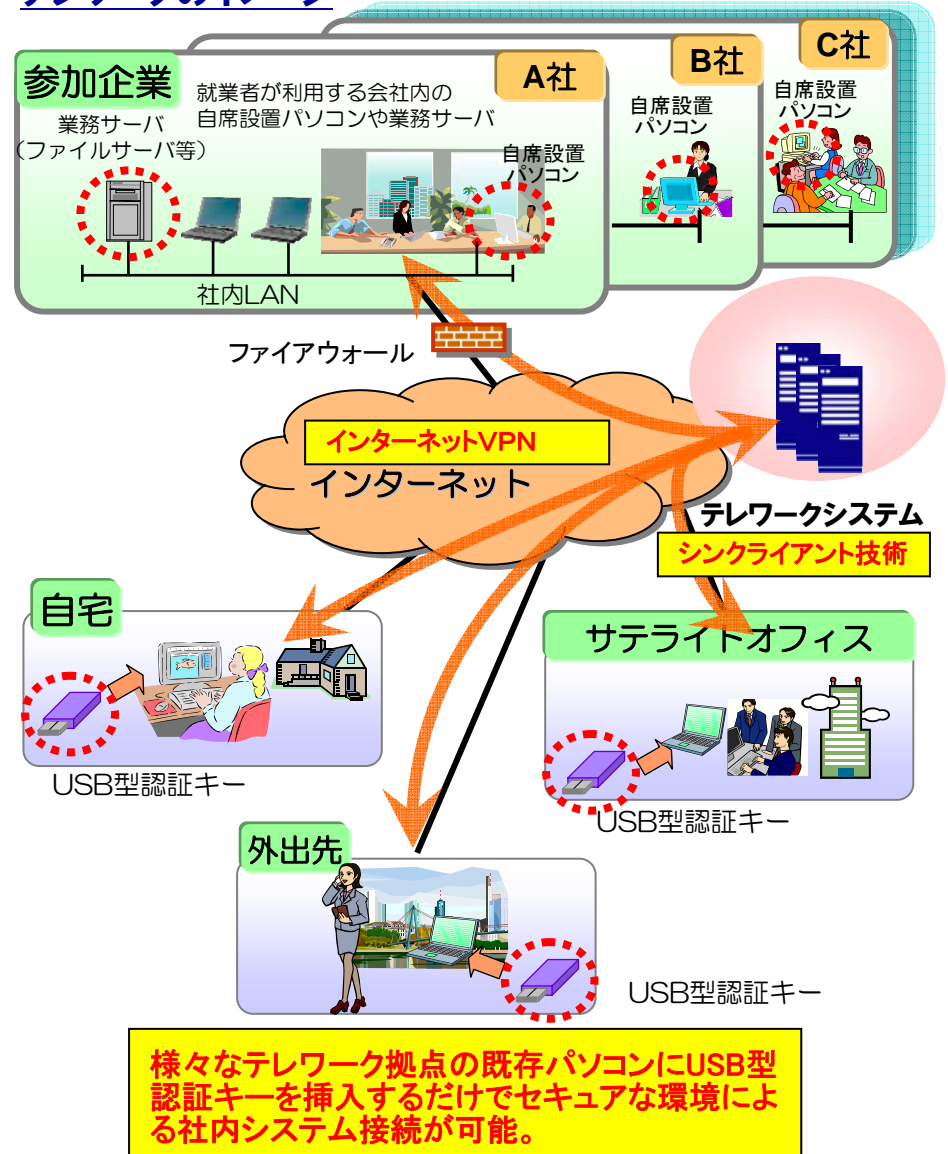 テレワークのイメージ
参加企業
A社
B社
C社
就業者が利用する会社内の
自席設置パソコンや業務サーバ
業務サーバ
(ファイルサーバ等)
自席設置
パソコン
自席設置
パソコン
自席設置
パソコン
社内LAN
ファイアウォール
インターネットVPN
インターネット
テレワークシステム
シンクライアント技術
自宅
USB型認証キー
サテライトオフィス
USB型認証キー
外出先
USB型認証キー
様々なテレワーク拠点の既存パソコンにUSB型
認証キーを挿入するだけでセキュアな環境によ
る社内システム接続が可能。